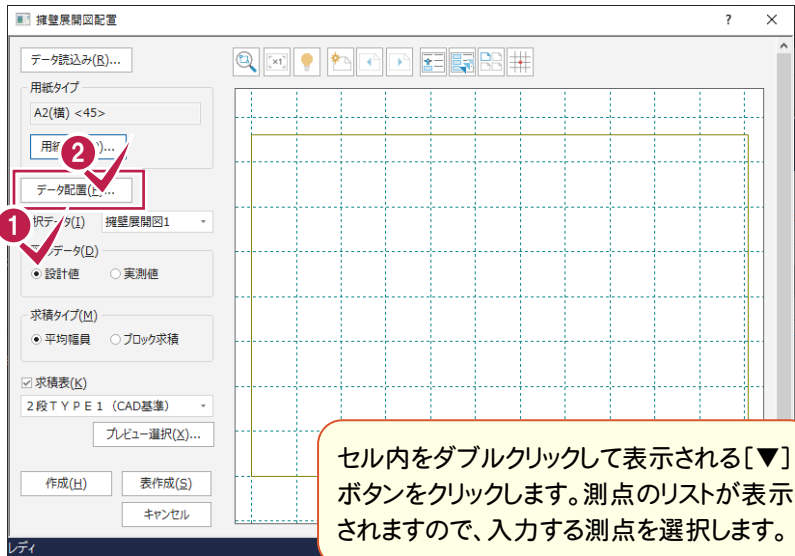 擁壁展開図配置
? ×
データ読込み(R)...
用紙タイプ
A2(横) <45>
2
データ配置(
1
択データ(I) 擁壁展開図1
データ(D)
設計値 実測値
求積タイプ(M)
平均幅員 ブロック求積
求積表(K)
2段TYPE1 (CAD基準)
プレビュー選択(X)...
作成(H) 表作成(S)
キャンセル
レディ
×1
セル内をダブルクリックして表示される[▼]
ボタンをクリックします。測点のリストが表示
されますので、入力する測点を選択します。